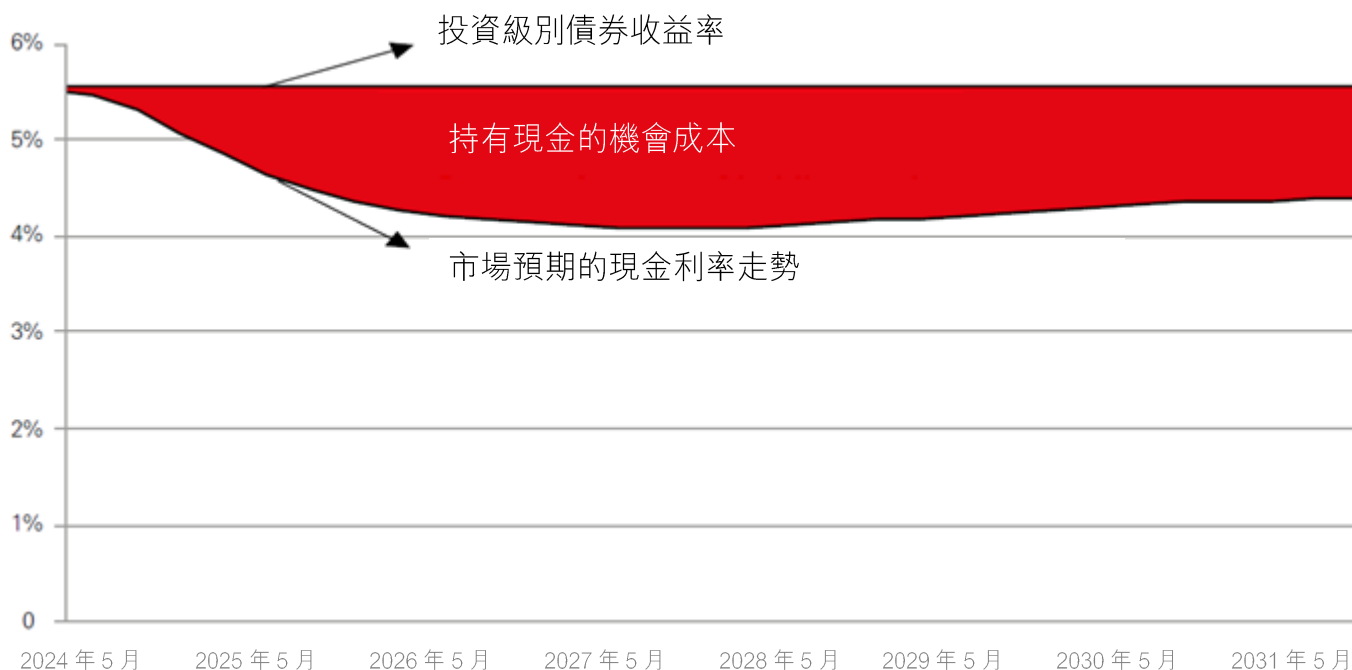 投資級別債券收益率
6%
5%
持有現金的機會成本
4%
市場預期的現金利率走勢
3%
2%
1%
0
2024 年 5 月 2025 年 5 月 2026 年 5 月 2027 年 5 月 2028 年 5 月 2029 年 5 月 2030 年 5 月 2031 年 5 月